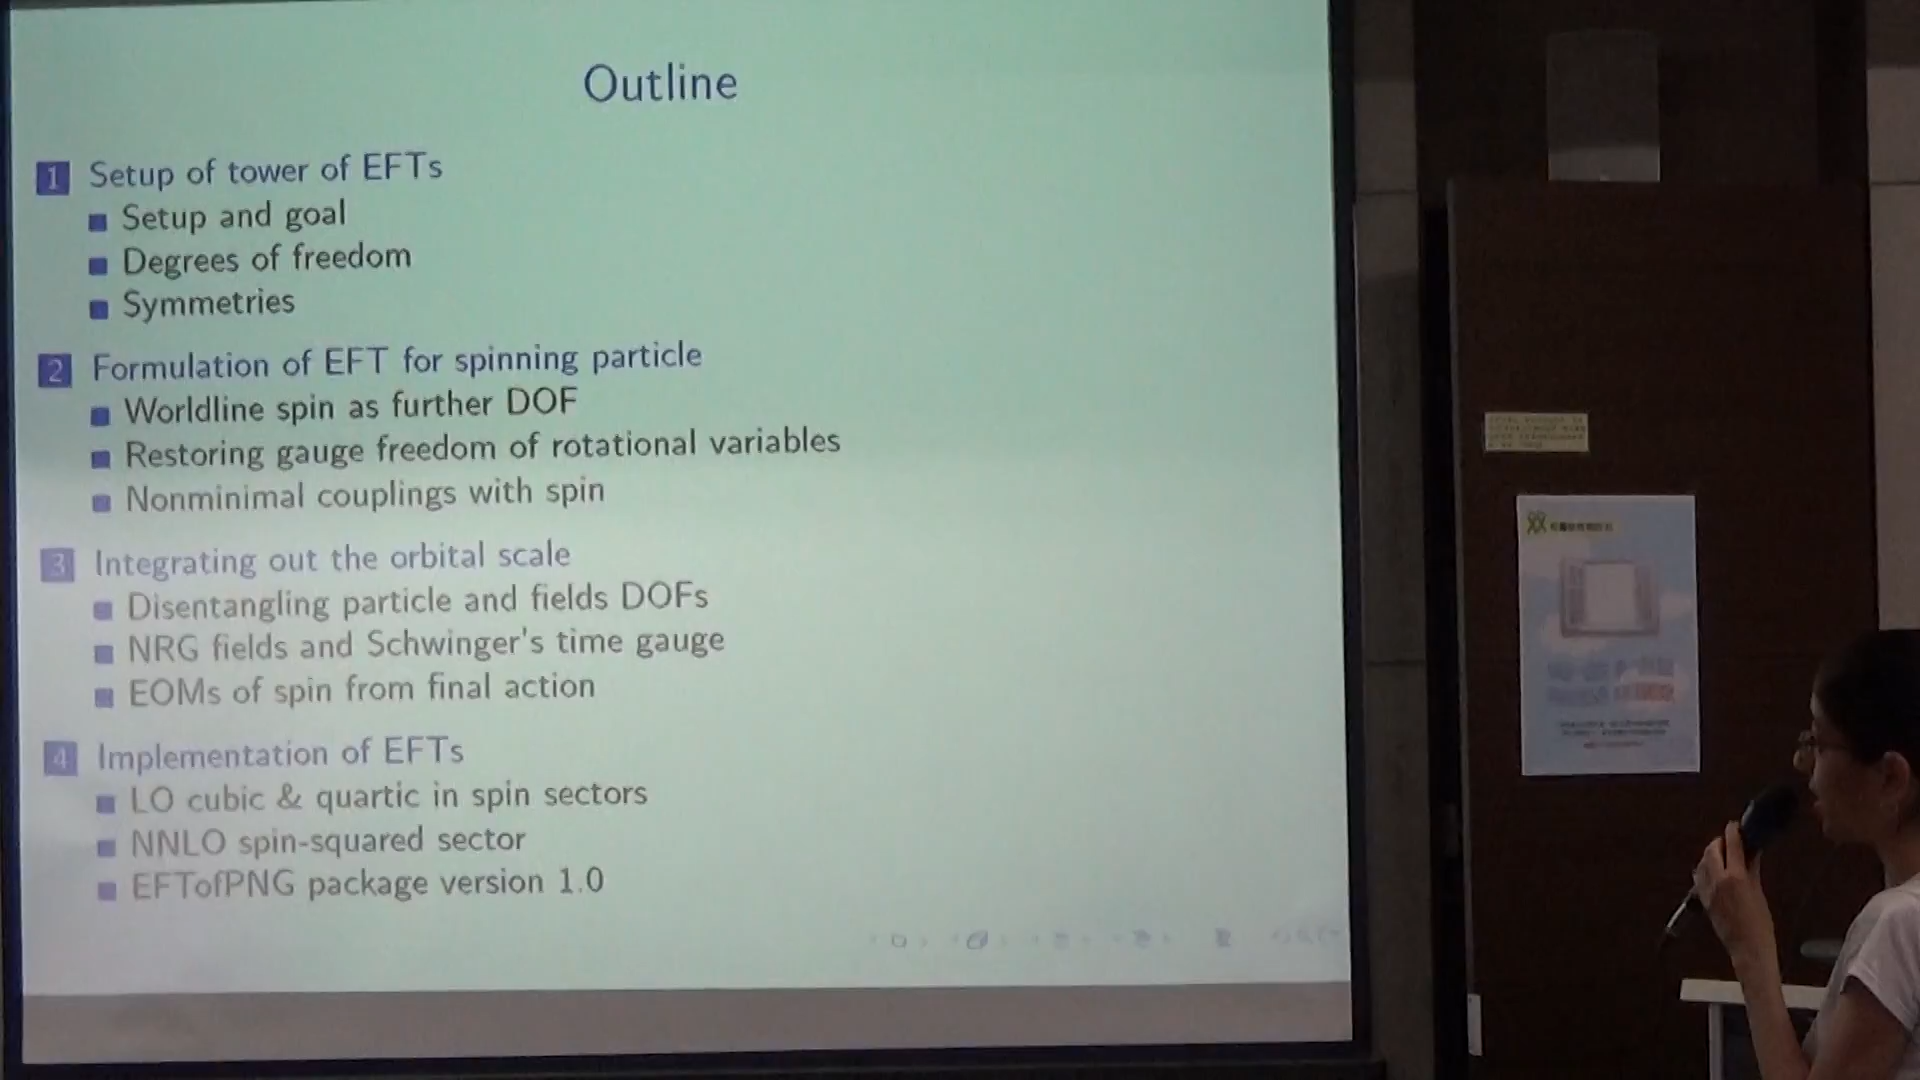 Outline
1 Setup of tower of EFTs
Setup and goal
Degrees of freedom
Symmetries
2 Formulation of EFT for spinning particle
Worldline spin as further DOF
Restoring gauge freedom of rotational variables
Nonminimal couplings with spin
3 Integrating out the orbital scale
Disentangling particle and fields DOFs
NRG fields and Schwinger's time gauge
EOMs of spin from final action
4 Implementation of EFTs
LO cubic & quartic in spin sectors
NNLO spin-squared sector
EFTofPNG package version 1.0